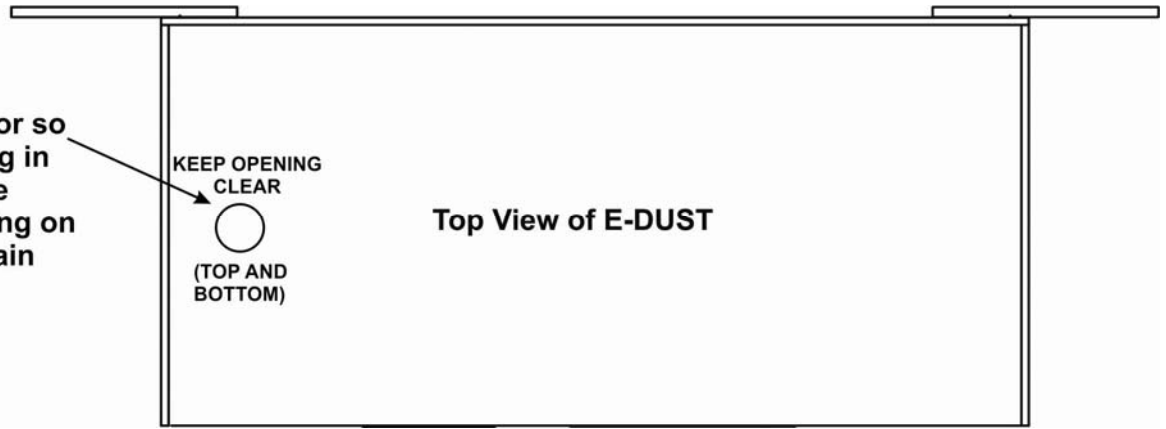 or so
g in
e
ng on
ain
KEEP OPENING
CLEAR
(TOP AND
BOTTOM)
Top View of E-DUST